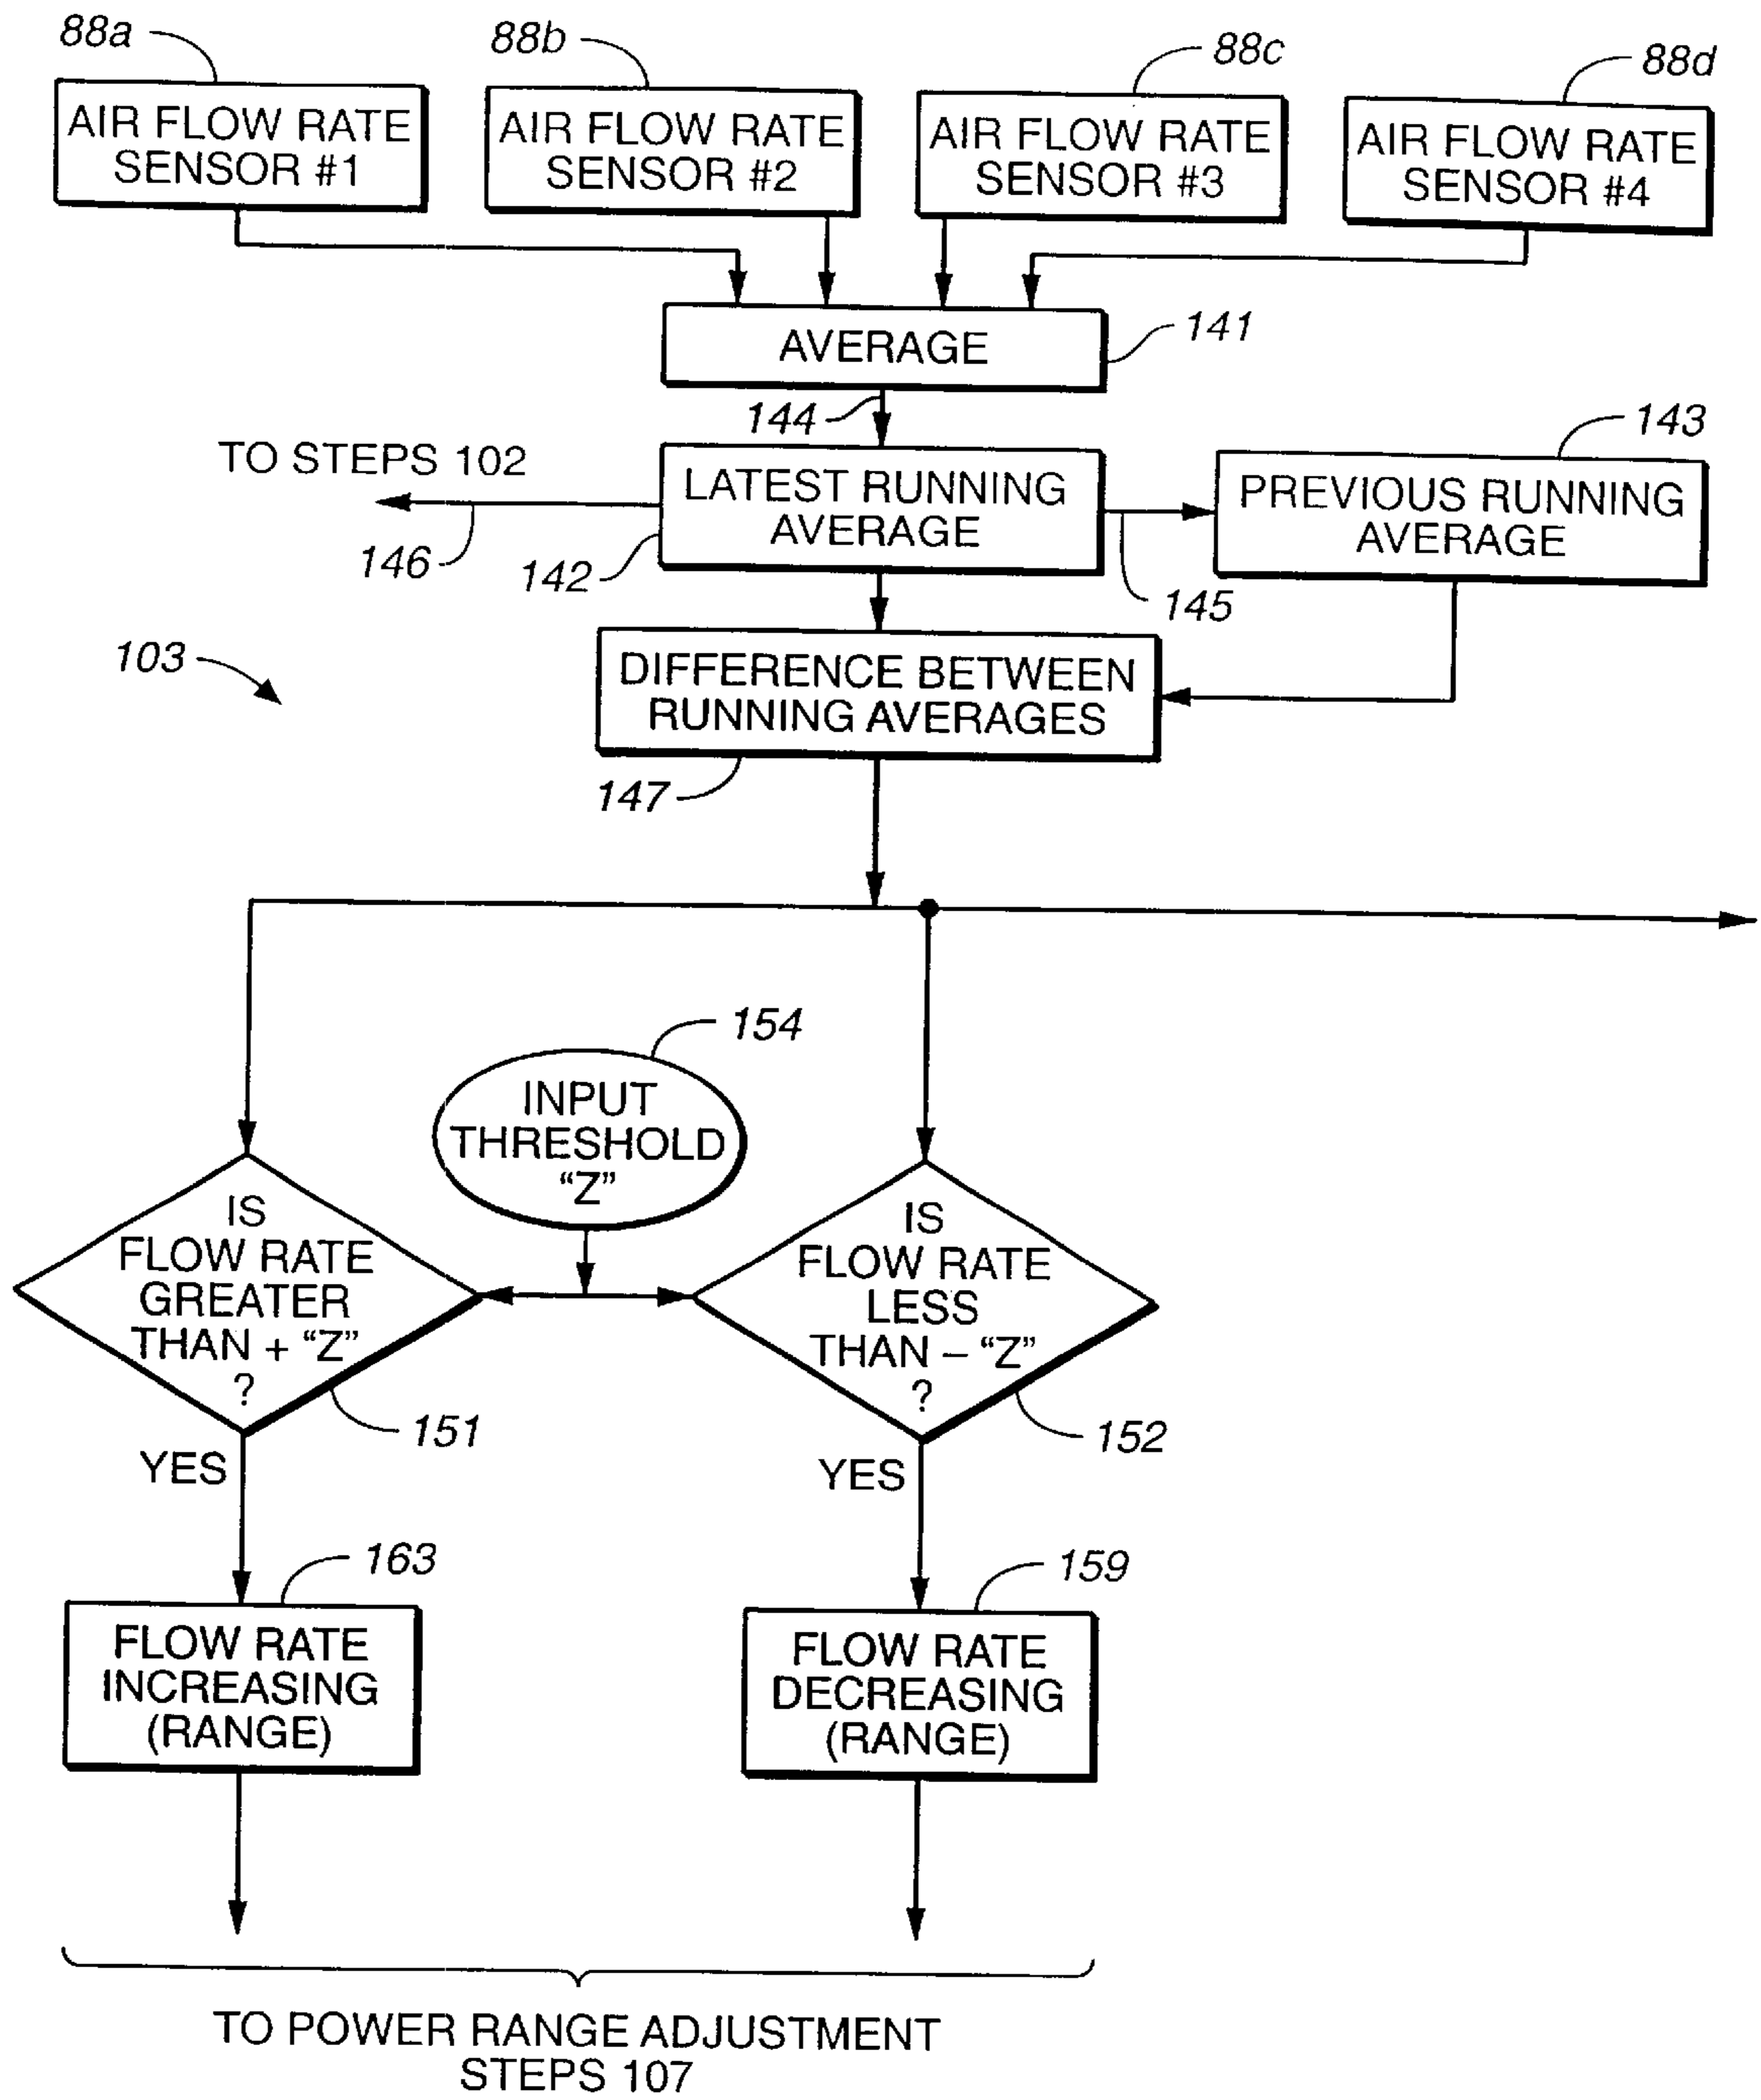 88a
88b
88c
88d
AIR FLOW RATE
SENSOR #1
AIR FLOW RATE
SENSOR #2
AIR FLOW RATE
SENSOR #3
AIR FLOW RATE
SENSOR #4
AVERAGE
141
144
TO STEPS 102
146
LATEST RUNNING
AVERAGE
142
145
143
PREVIOUS RUNNING
AVERAGE
103
DIFFERENCE BETWEEN
RUNNING AVERAGES
147
154
INPUT
THRESHOLD
“Z”
IS
FLOW RATE
GREATER
THAN + “Z”
?
151
YES
IS
FLOW RATE
LESS
THAN – “Z”
?
152
YES
163
FLOW RATE
INCREASING
(RANGE)
159
FLOW RATE
DECREASING
(RANGE)
TO POWER RANGE ADJUSTMENT
STEPS 107